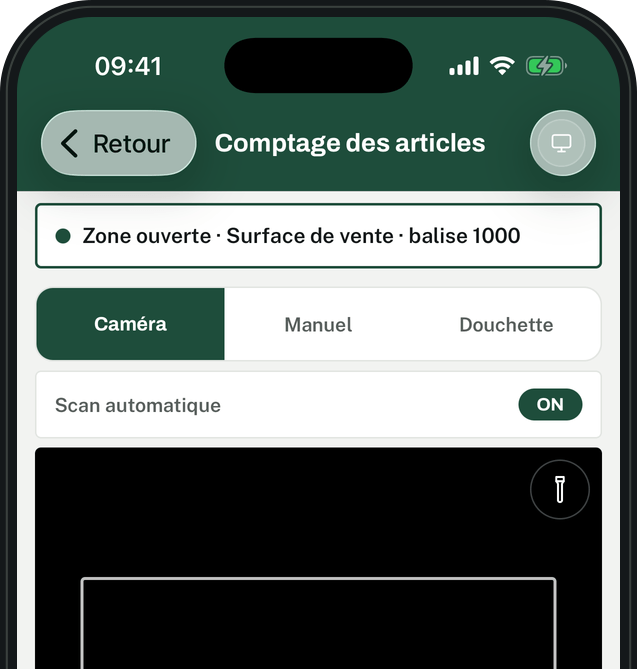 09:41
Retour
Comptage des articles
Zone ouverte · Surface de vente · balise 1000
Caméra
Manuel
Douchette
Scan automatique
ON